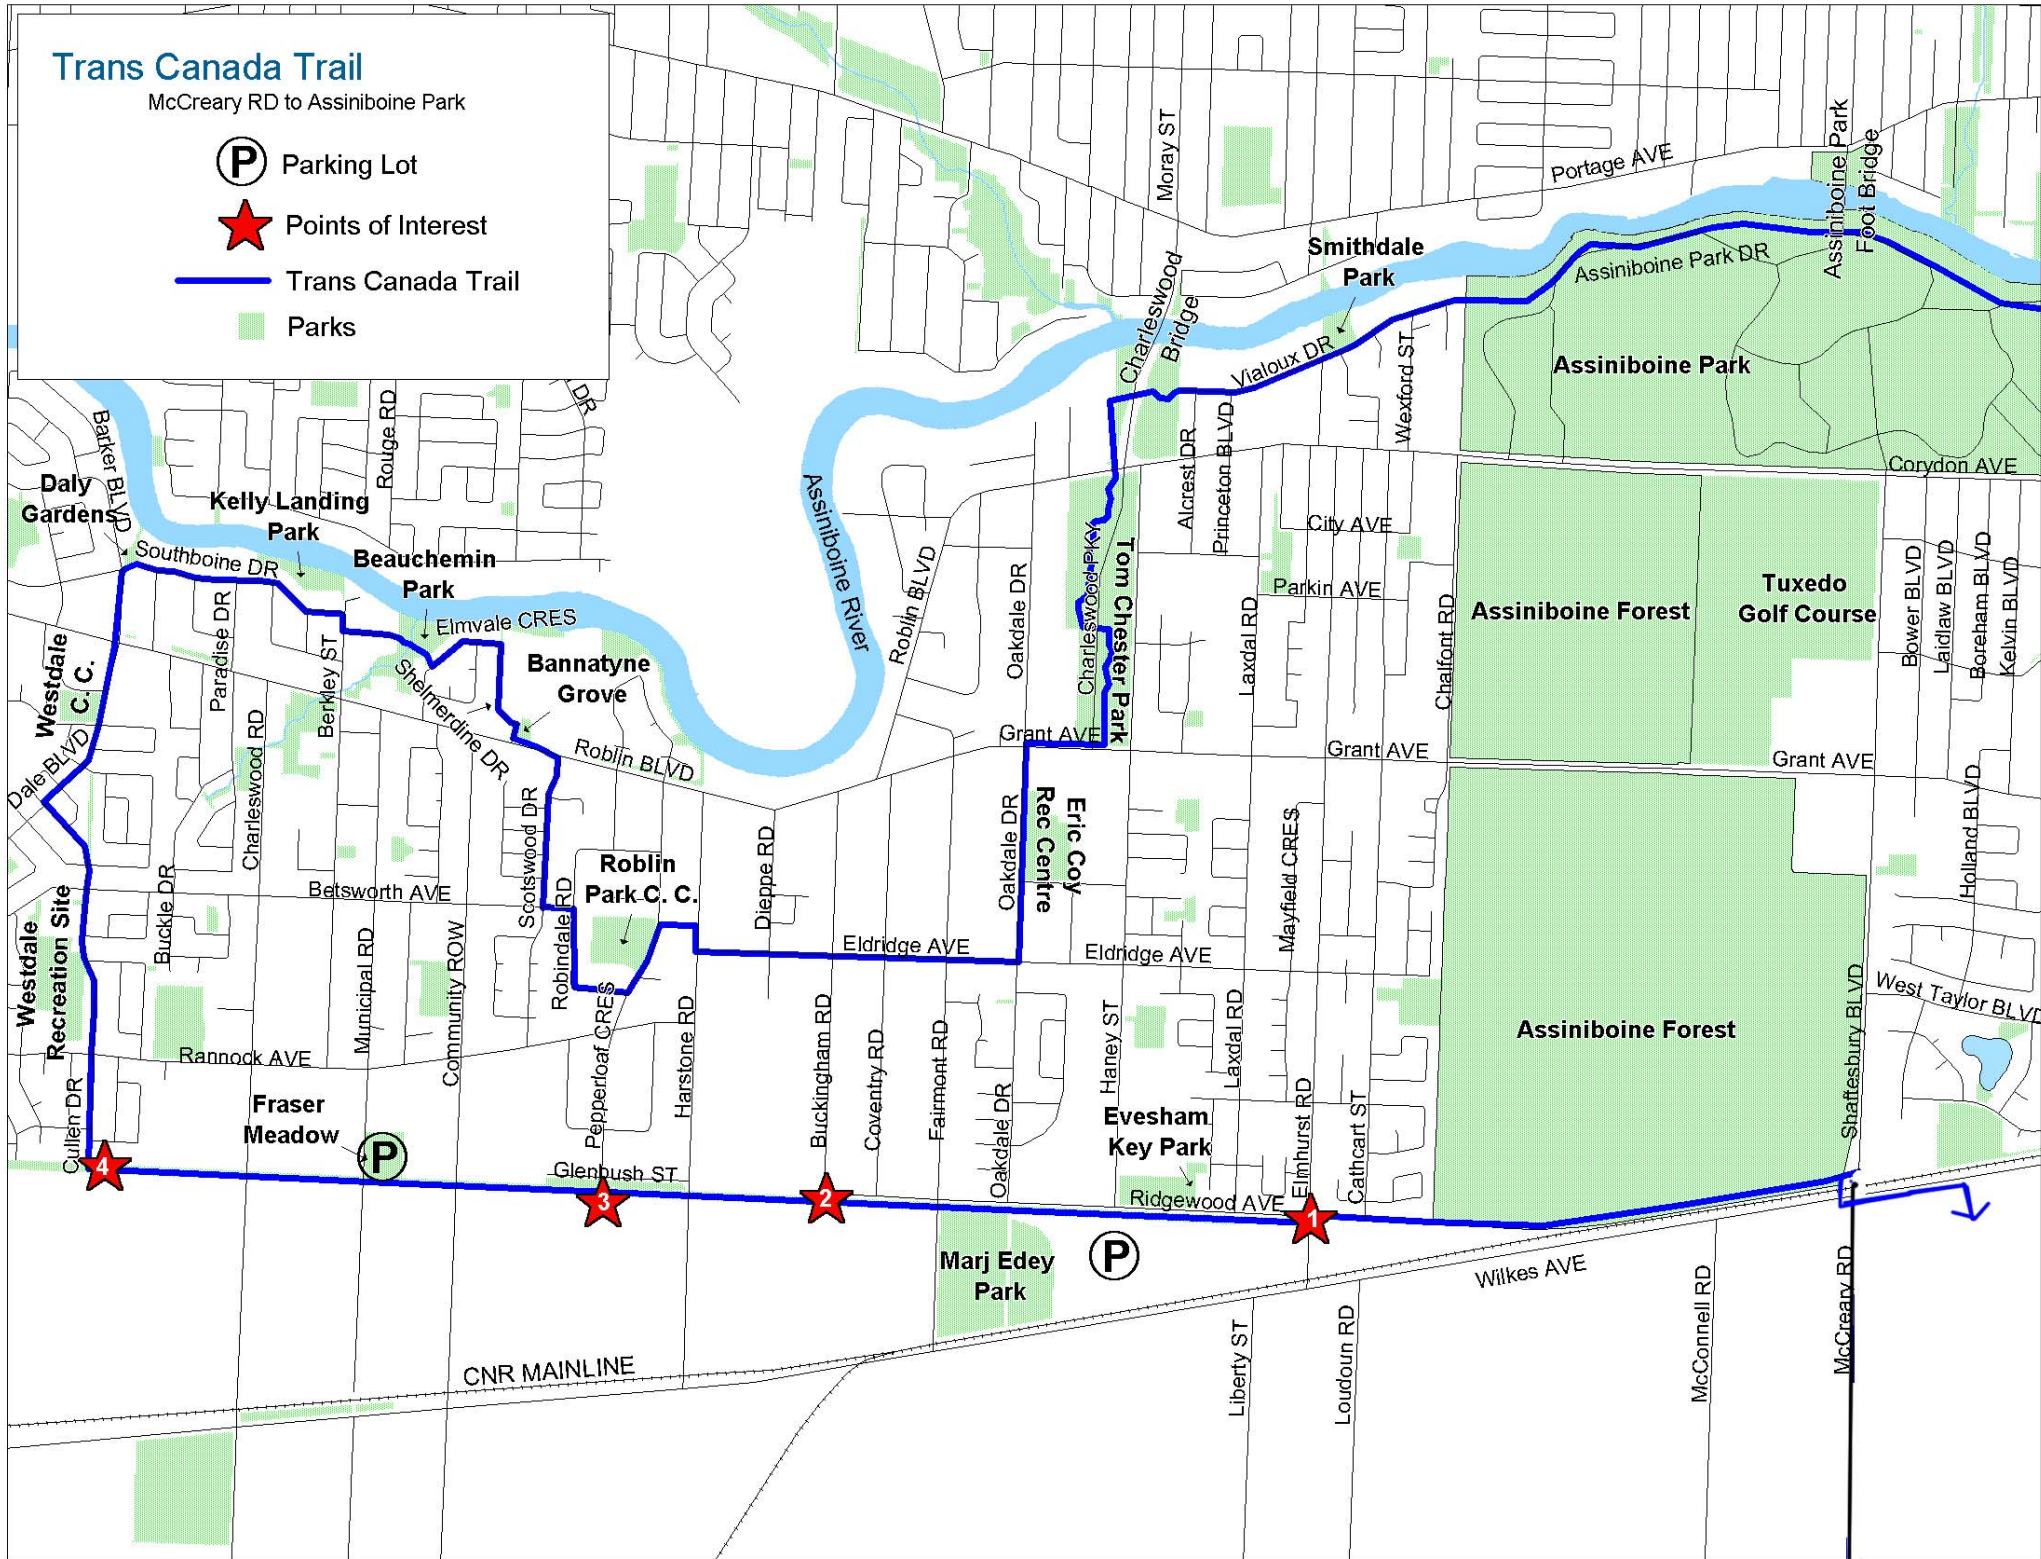 Trans Canada Trail
McCreary RD to Assiniboine Park
P
Parking Lot
Points of Interest
Trans Canada Trail
Parks
Moray ST
Portage AVE
Assiniboine Park
Foot Bridge
Smithdale
Park
Assiniboine Park DR
Charleswood
Bridge
Vialoux DR
Wexford ST
Assiniboine Park
Corydon AVE
DR
Rouge RD
Barker BLVD
Daly
Gardens
Kelly Landing
Park
Southboine DR
Beauchemin
Park
Elmvale CRES
Assiniboine River
Roblin BLVD
Oakdale DR
Charleswood PKY
Tom Chester Park
Alcrest DR
Princeton BLVD
City AVE
Parkin AVE
Laxdal RD
Chalfont RD
Assiniboine Forest
Tuxedo
Golf Course
Bower BLVD
Laidlaw BLVD
Boreham BLVD
Kelvin BLVD
Westdale
C. C.
Paradise DR
Berkley ST
Shelmerdine DR
Bannatyne
Grove
Roblin BLVD
Dale BLVD
Charleswood RD
Grant AVE
Grant AVE
Grant AVE
Scotswood DR
Roblin
Park C. C.
Dieppe RD
Oakdale DR
Eric Coy
Rec Centre
Mayfield CRES
Holland BLVD
Betsworth AVE
Buckle DR
Westdale
Recreation Site
Municipal RD
Community ROW
Robindale RD
Eldridge AVE
Eldridge AVE
Pepperloaf CRES
Harstone RD
Buckingham RD
Coventry RD
Fairmont RD
Oakdale DR
Haney ST
Laxdal RD
Assiniboine Forest
Shaftesbury BLVD
West Taylor BLVD
Rannock AVE
Cullen DR
Fraser
Meadow
P
4
Glenbush ST
3
2
Evesham
Key Park
Elmhurst RD
Cathcart ST
Ridgewood AVE
1
P
Marj Edey
Park
Wilkes AVE
CNR MAINLINE
Liberty ST
Loudoun RD
McConnell RD
McCreary RD